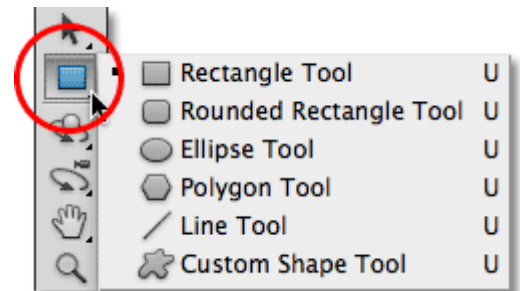 Rectangle Tool U
Rounded Rectangle Tool U
Ellipse Tool U
Polygon Tool U
Line Tool U
Custom Shape Tool U